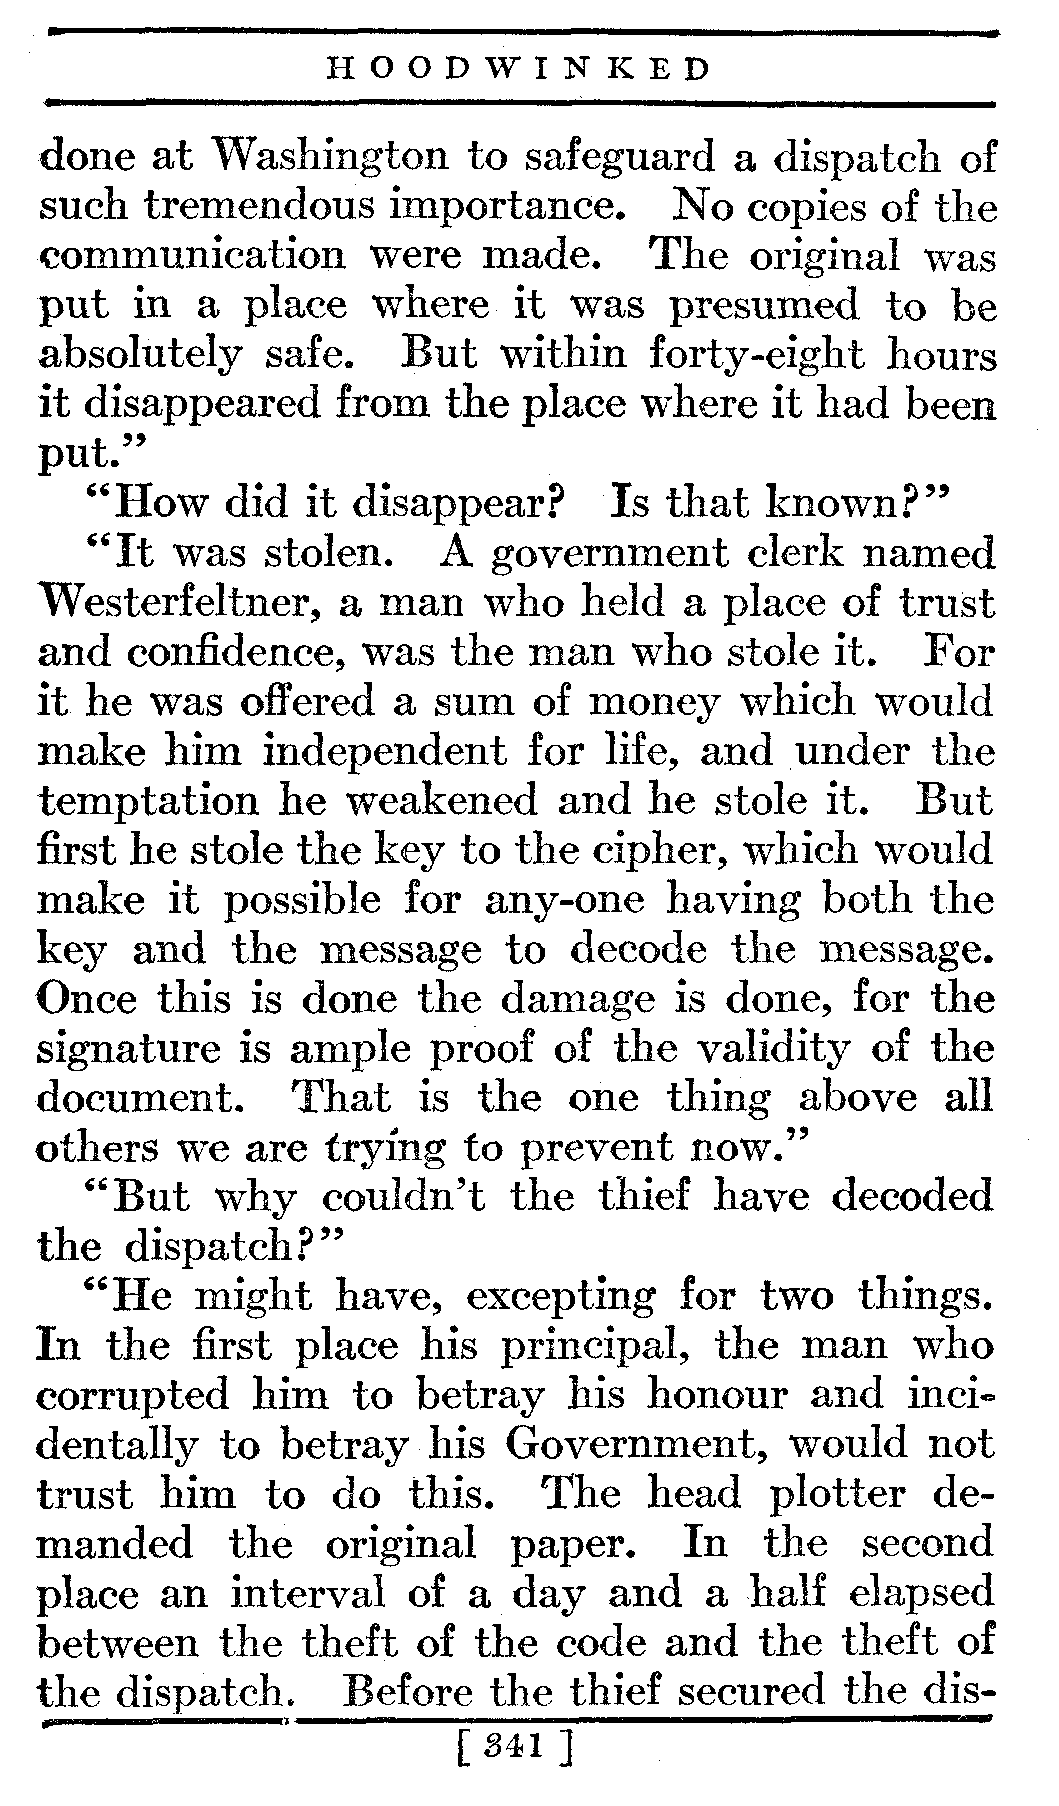 HOODWINKED
done at Washington to safeguard a dispatch of
such tremendous importance. No copies of the
communication were made. The original was
put in a place where it was presumed to be
absolutely safe. But within forty-eight hours
it disappeared from the place where it had been
put.”
“How did it disappear? Is that known?”
“It was stolen. A government clerk named
Westerfeltner, a man who held a place of trust
and confidence, was the man who stole it. For
it he was offered a sum of money which would
make him independent for life, and under the
temptation he weakened and he stole it. But
first he stole the key to the cipher, which would
make it possible for any-one having both the
key and the message to decode the message.
Once this is done the damage is done, for the
signature is ample proof of the validity of the
document. That is the one thing above all
others we are trying to prevent now.”
“But why couldn't the thief have decoded
the dispatch?”
“He might have, excepting for two things.
In the first place his principal, the man who
corrupted him to betray his honour and inci-
dentally to betray his Government, would not
trust him to do this. The head plotter de-
manded the original paper. In the second
place an interval of a day and a half elapsed
between the theft of the code and the theft of
the dispatch. Before the thief secured the dis-
[ 341 ]